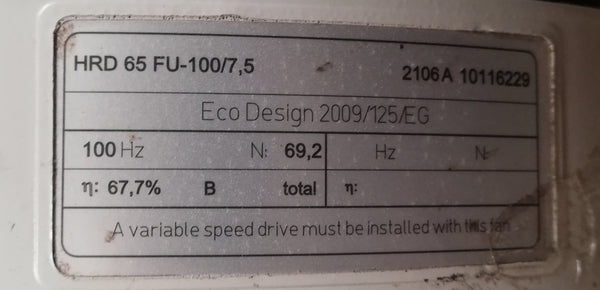 HRD 65 FU-100/7,5 2106A 10116229
Eco Design 2009/125/EG
100 Hz N: 69,2 Hz N:
η: 67,7% B total η:
A variable speed drive must be installed with this fan